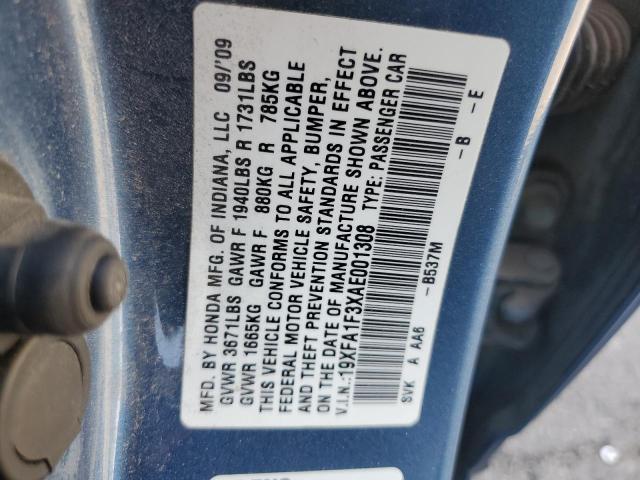 MFD. BY HONDA MFG. OF INDIANA, LLC 09/'09
GVWR 3671LBS GAWR F 1940LBS R 1731LBS
GVWR 1665KG GAWR F 880KG R 785KG
THIS VEHICLE CONFORMS TO ALL APPLICABLE
FEDERAL MOTOR VEHICLE SAFETY, BUMPER,
AND THEFT PREVENTION STANDARDS IN EFFECT
ON THE DATE OF MANUFACTURE SHOWN ABOVE.
V.I.N.:19XFA1F3XAE001308 TYPE: PASSENGER CAR
SVK A AA6 -B537M -B -E